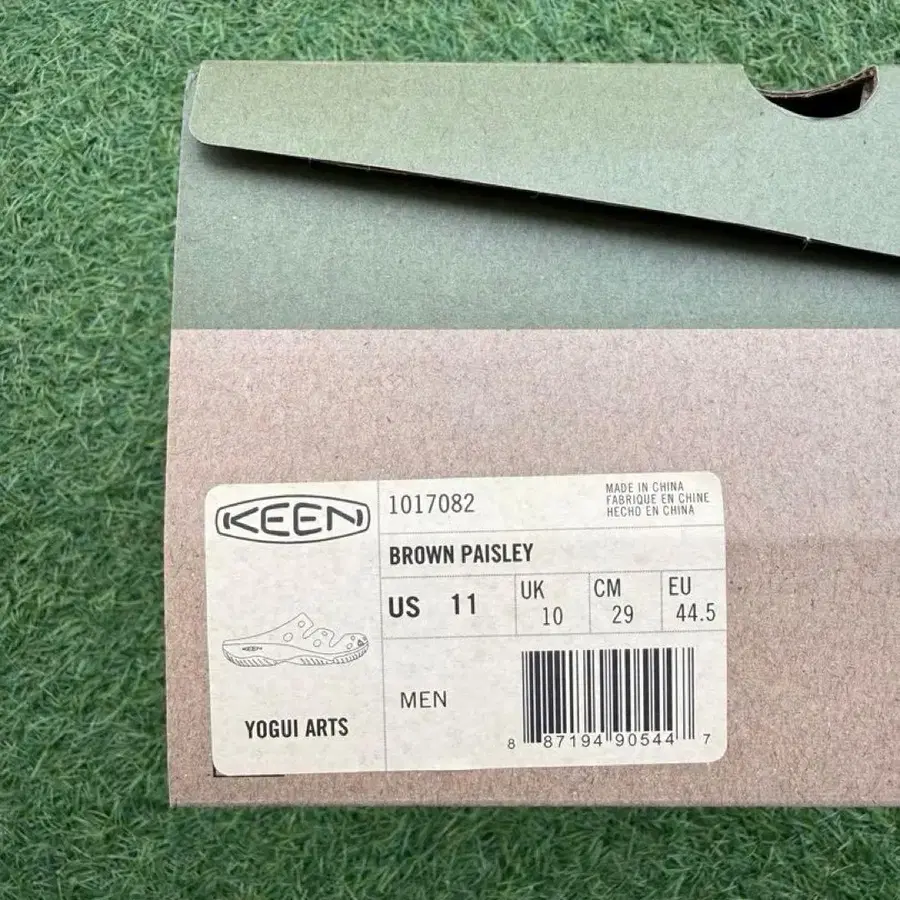 KEEN
1017082
MADE IN CHINA
FABRIQUE EN CHINE
HECHO EN CHINA
BROWN PAISLEY
US 11
UK 10
CM 29
EU 44.5
KEEN
YOGUI ARTS
MEN
8 87194 90544 7